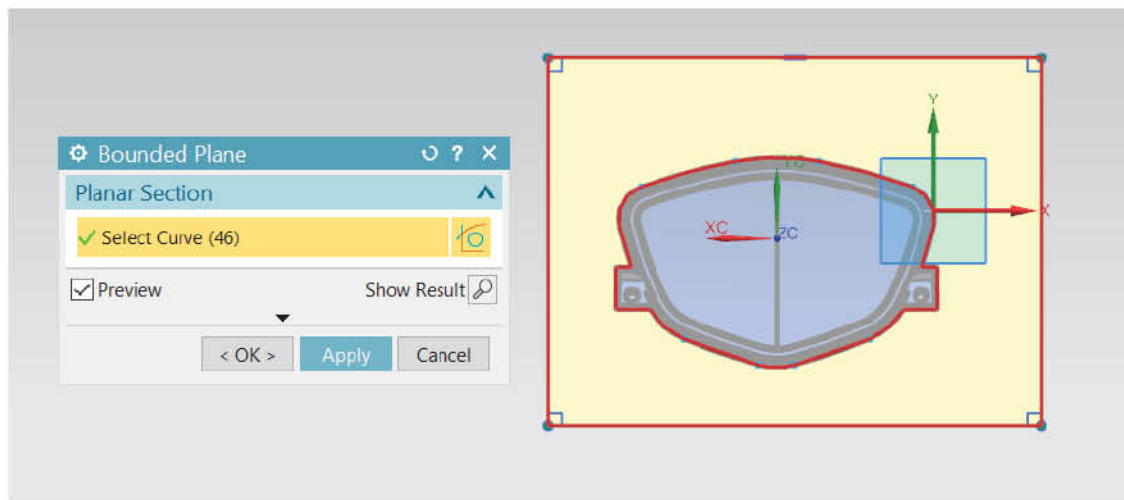 Bounded Plane
Planar Section
Select Curve (46)
Preview
Show Result
< OK >
Apply
Cancel
Y
X
YC
XC
ZC